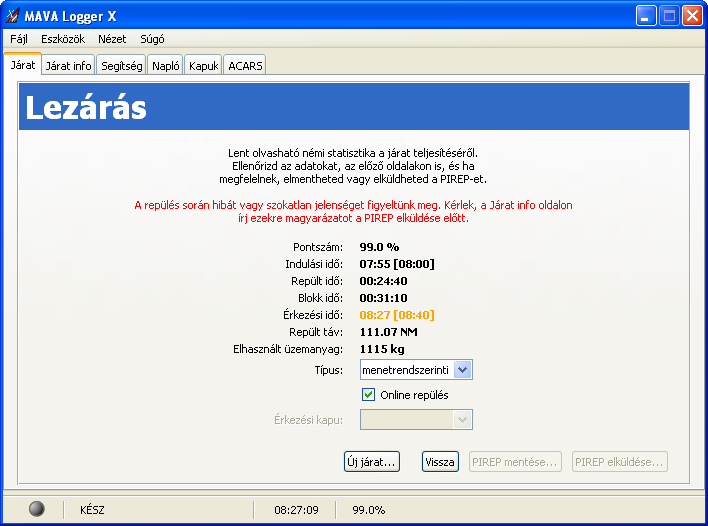 MAVA Logger X
Fájl Eszközök Nézet Súgó
Járat Járat info Segítség Napló Kapuk ACARS
Lezárás
Lent olvasható némi statisztika a járat teljesítéséről.
Ellenőrizd az adatokat, az előző oldalakon is, és ha
megfelelnek, elmentheted vagy elküldheted a PIREP-et.
A repülés során hibát vagy szokatlan jelenséget figyeltünk meg. Kérlek, a Járat info oldalon
írj ezekre magyarázatot a PIREP elküldése előtt.
Pontszám: 99.0 %
Indulási idő: 07:55 [08:00]
Repült idő: 00:24:40
Blokk idő: 00:31:10
Érkezési idő: 08:27 [08:40]
Repült táv: 111.07 NM
Elhasznált üzemanyag: 1115 kg
Típus: menetrendszerinti
Online repülés
Érkezési kapu:
Új járat... Vissza PIREP mentése... PIREP elküldése...
KÉSZ 08:27:09 99.0%